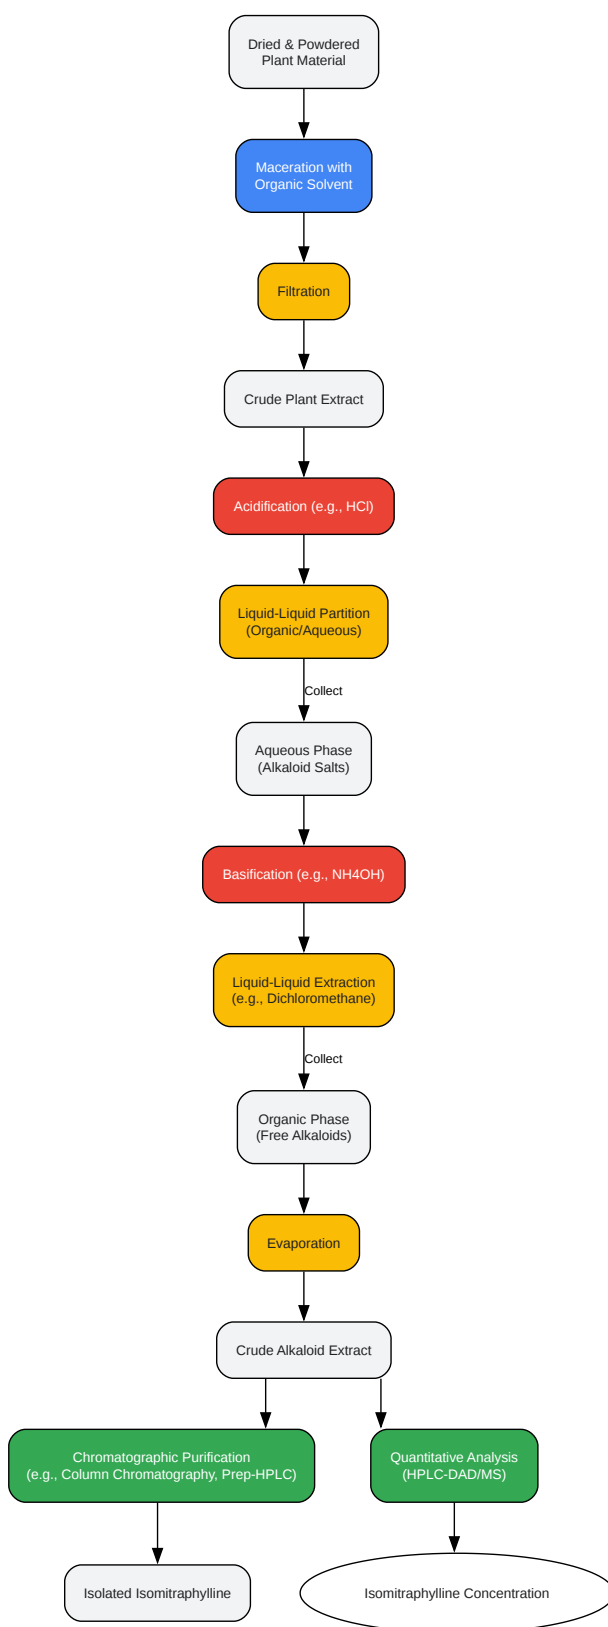 Dried & Powdered
Plant Material
Maceration with
Organic Solvent
Filtration
Crude Plant Extract
Acidification (e.g., HCl)
Liquid-Liquid Partition
(Organic/Aqueous)
Collect
Aqueous Phase
(Alkaloid Salts)
Basification (e.g., NH4OH)
Liquid-Liquid Extraction
(e.g., Dichloromethane)
Collect
Organic Phase
(Free Alkaloids)
Evaporation
Crude Alkaloid Extract
Chromatographic Purification
(e.g., Column Chromatography, Prep-HPLC)
Quantitative Analysis
(HPLC-DAD/MS)
Isolated Isomitraphylline
Isomitraphylline Concentration